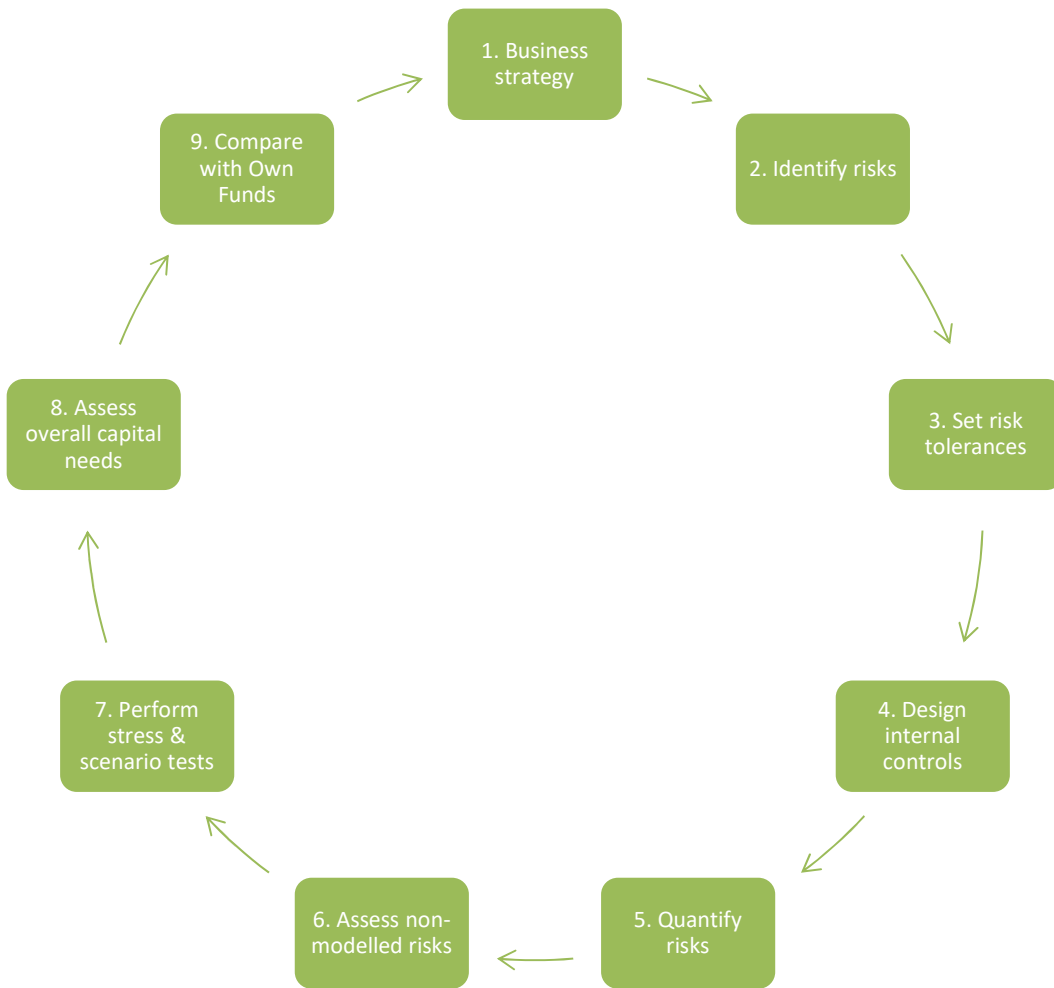 1. Business
strategy
2. Identify risks
3. Set risk
tolerances
4. Design
internal
controls
5. Quantify
risks
6. Assess non-
modelled risks
7. Perform
stress &
scenario tests
8. Assess
overall capital
needs
9. Compare
with Own
Funds